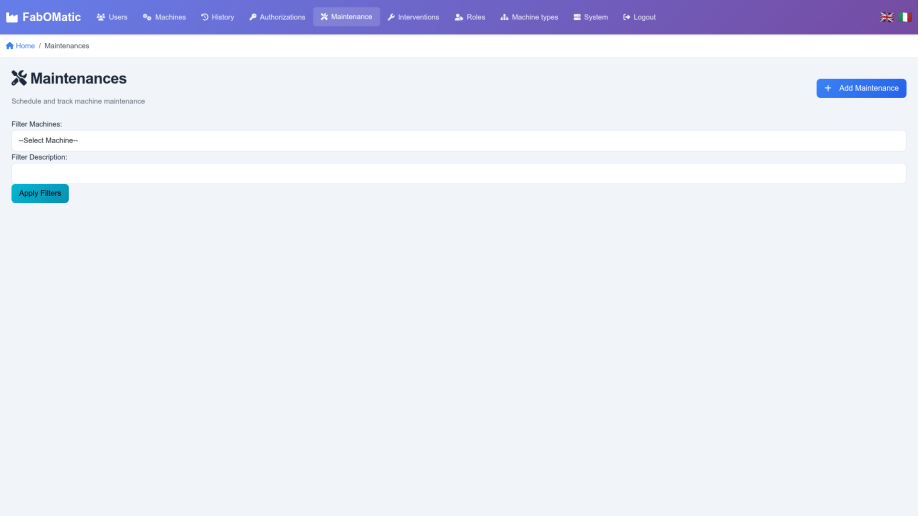 FabOMatic Users Machines History Authorizations Maintenance Interventions Roles Machine types System Logout
Home / Maintenances
Maintenances
Schedule and track machine maintenance
Add Maintenance
Filter Machines:
--Select Machine--
Filter Description:
Apply Filters